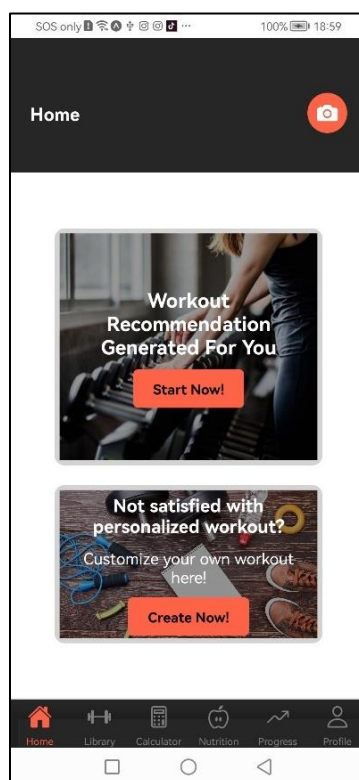 SOS only 100% 18:59
Home
Workout
Recommendation
Generated For You
Start Now!
Not satisfied with
personalized workout?
Customize your own workout
here!
Create Now!
Home Library Calculator Nutrition Progress Profile